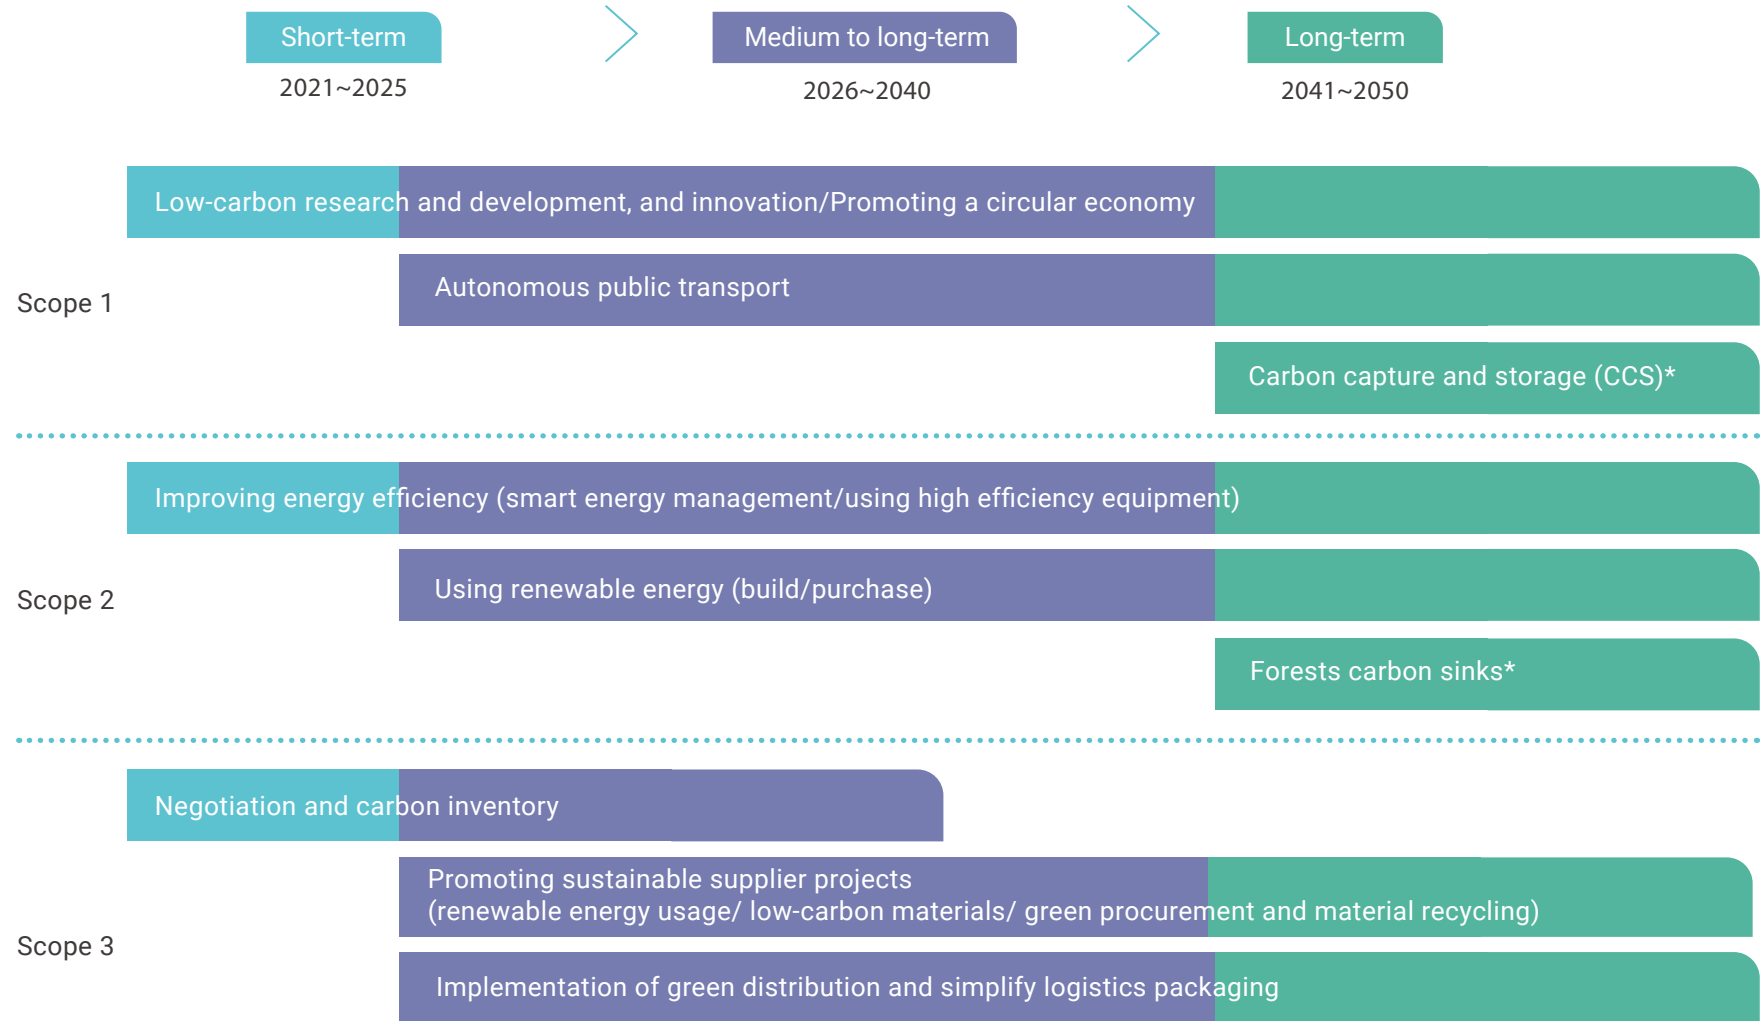 Short-term
Medium to long-term
Long-term
2021~2025
2026~2040
2041~2050
Low-carbon research and development, and innovation/Promoting a circular economy
Scope 1
Autonomous public transport
Carbon capture and storage (CCS)*
Improving energy efficiency (smart energy management/using high efficiency equipment)
Scope 2
Using renewable energy (build/purchase)
Forests carbon sinks*
Negotiation and carbon inventory
Scope 3
Promoting sustainable supplier projects
(renewable energy usage/ low-carbon materials/ green procurement and material recycling)
Implementation of green distribution and simplify logistics packaging